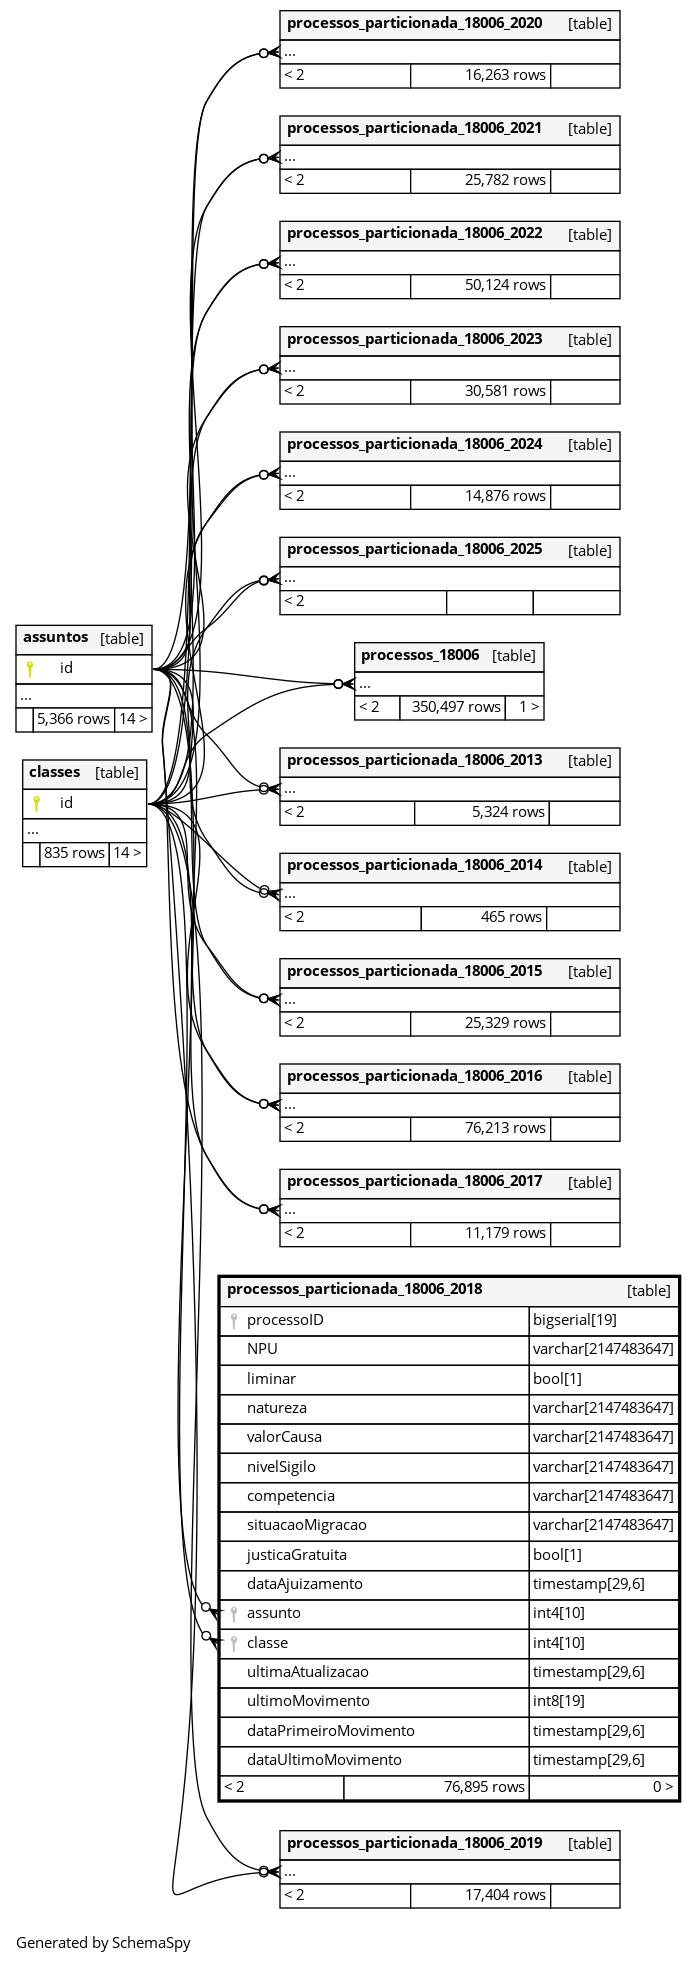 processos_particionada_18006_2020 [table]
...
< 2 16,263 rows
processos_particionada_18006_2021 [table]
...
< 2 25,782 rows
processos_particionada_18006_2022 [table]
...
< 2 50,124 rows
processos_particionada_18006_2023 [table]
...
< 2 30,581 rows
processos_particionada_18006_2024 [table]
...
< 2 14,876 rows
processos_particionada_18006_2025 [table]
...
< 2
assuntos [table]
id
...
5,366 rows 14 >
processos_18006 [table]
...
< 2 350,497 rows 1 >
classes [table]
id
...
835 rows 14 >
processos_particionada_18006_2013 [table]
...
< 2 5,324 rows
processos_particionada_18006_2014 [table]
...
< 2 465 rows
processos_particionada_18006_2015 [table]
...
< 2 25,329 rows
processos_particionada_18006_2016 [table]
...
< 2 76,213 rows
processos_particionada_18006_2017 [table]
...
< 2 11,179 rows
processos_particionada_18006_2018 [table]
processoID bigserial[19]
NPU varchar[2147483647]
liminar bool[1]
natureza varchar[2147483647]
valorCausa varchar[2147483647]
nivelSigilo varchar[2147483647]
competencia varchar[2147483647]
situacaoMigracao varchar[2147483647]
justicaGratuita bool[1]
dataAjuizamento timestamp[29,6]
assunto int4[10]
classe int4[10]
ultimaAtualizacao timestamp[29,6]
ultimoMovimento int8[19]
dataPrimeiroMovimento timestamp[29,6]
dataUltimoMovimento timestamp[29,6]
< 2 76,895 rows 0 >
processos_particionada_18006_2019 [table]
...
< 2 17,404 rows
Generated by SchemaSpy